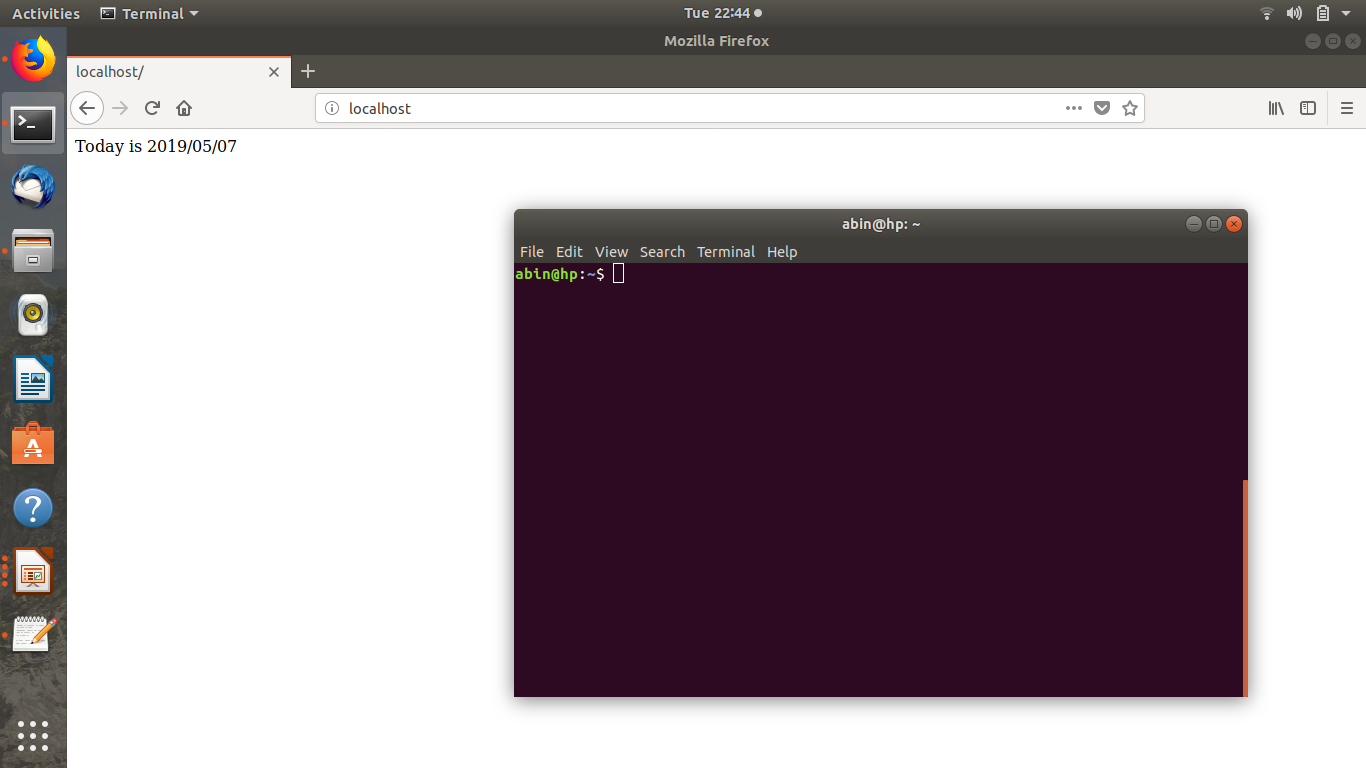 Activities Terminal Tue 22:44
Mozilla Firefox
localhost/
localhost
Today is 2019/05/07
abin@hp: ~
File Edit View Search Terminal Help
abin@hp:~$